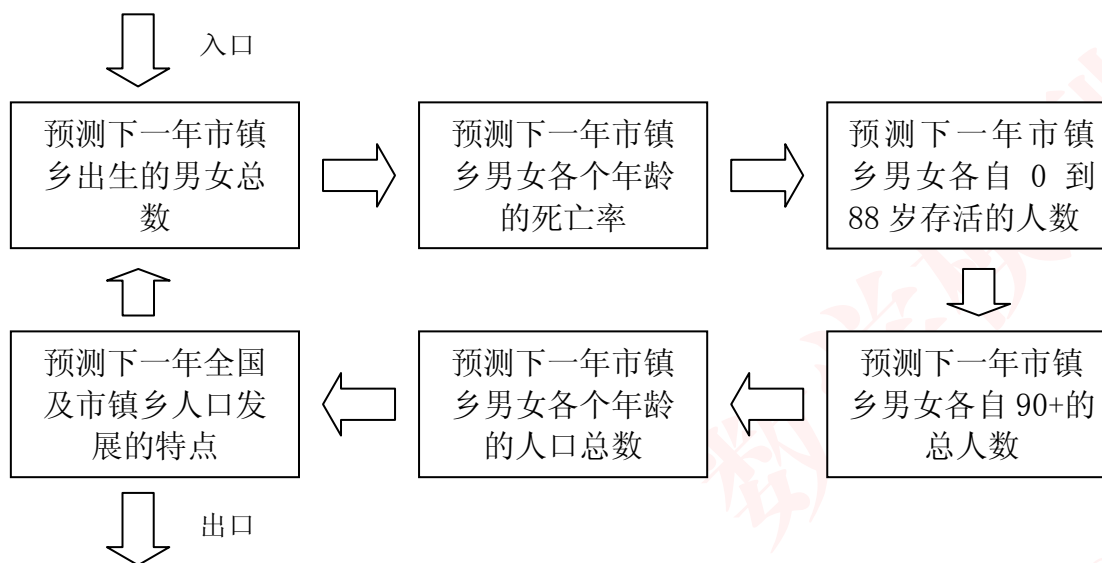 入口
预测下一年市镇
乡出生的男女总
数
预测下一年市镇
乡男女各个年龄
的死亡率
预测下一年市镇
乡男女各自 0 到
88 岁存活的人数
预测下一年全国
及市镇乡人口发
展的特点
预测下一年市镇
乡男女各个年龄
的人口总数
预测下一年市镇
乡男女各自 90+的
总人数
出口